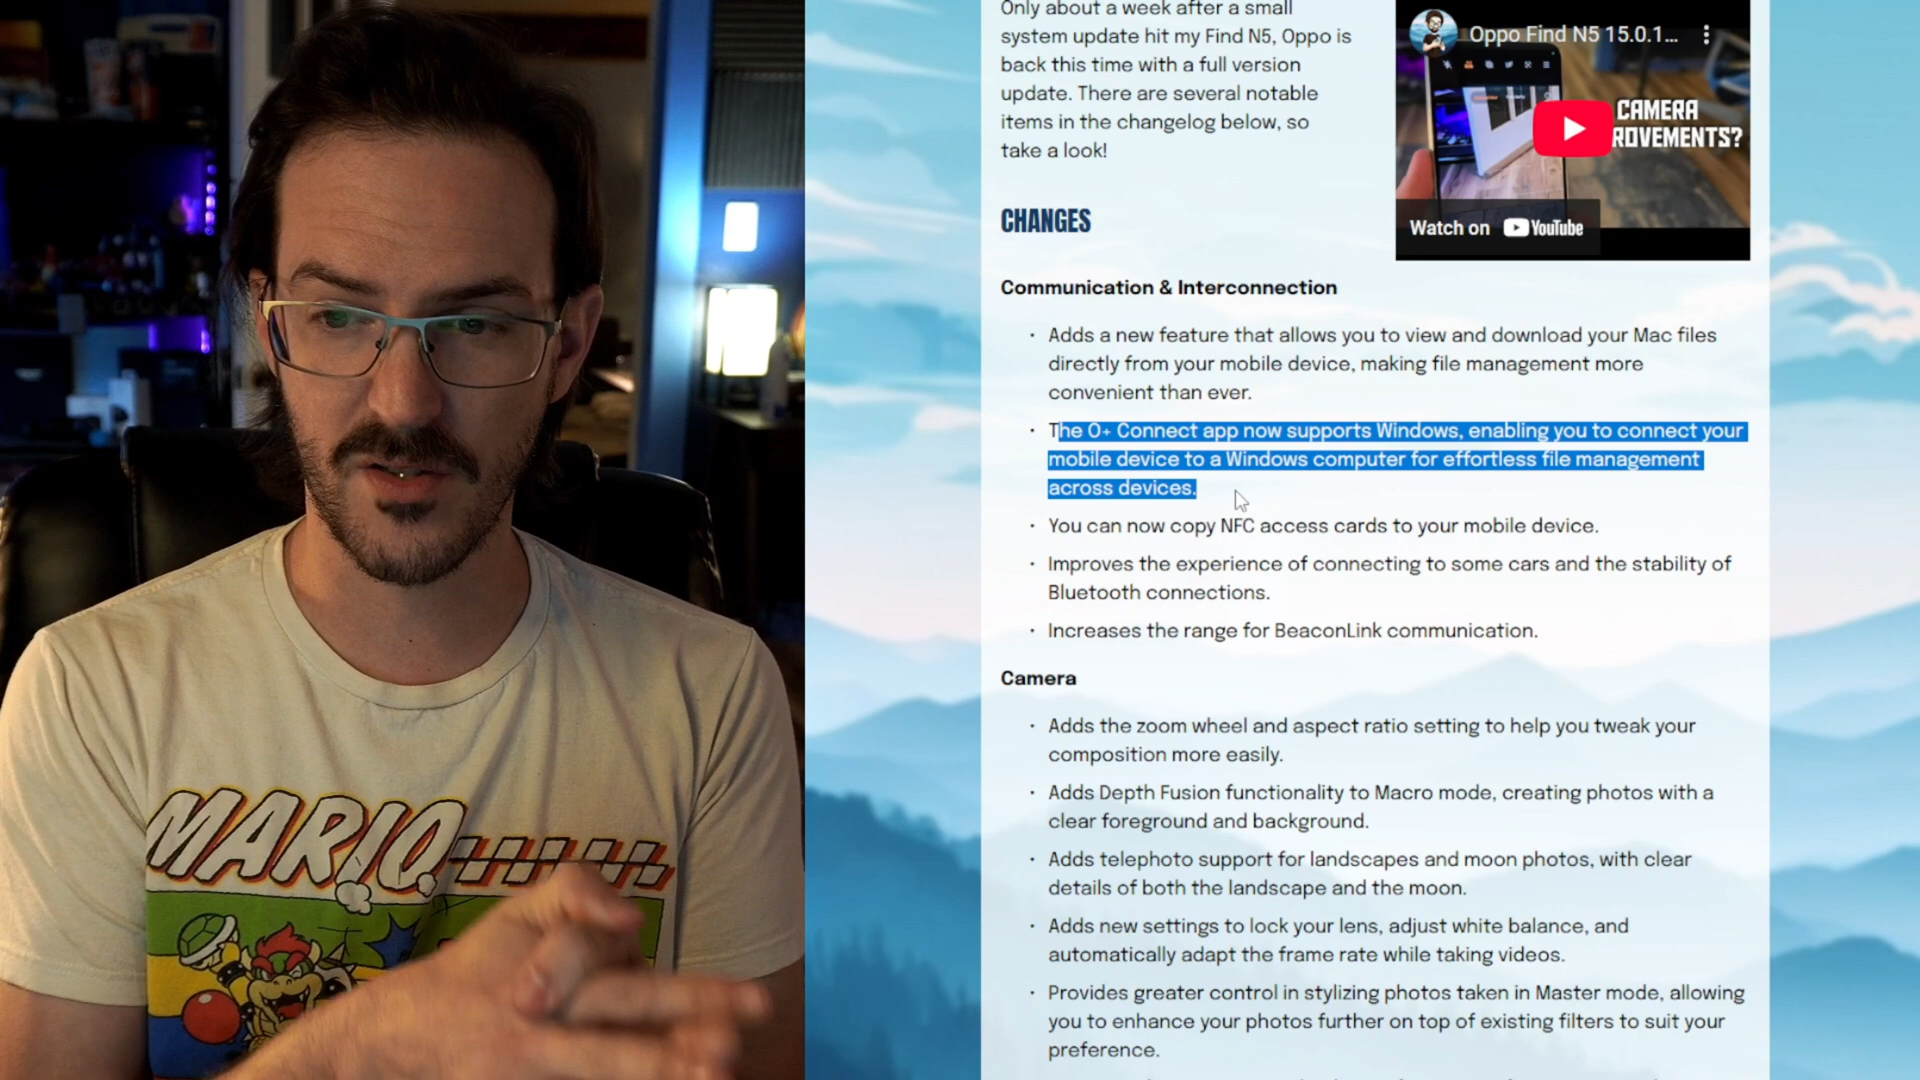 Only about a week after a small
system update hit my Find N5, Oppo is
back this time with a full version
update. There are several notable
items in the changelog below, so
take a look!
Oppo Find N5 15.0.1...
CAMERA
ROVEMENTS?
Watch on YouTube
CHANGES
Communication & Interconnection
· Adds a new feature that allows you to view and download your Mac files
directly from your mobile device, making file management more
convenient than ever.
· The O+ Connect app now supports Windows, enabling you to connect your
mobile device to a Windows computer for effortless file management
across devices.
· You can now copy NFC access cards to your mobile device.
· Improves the experience of connecting to some cars and the stability of
Bluetooth connections.
· Increases the range for BeaconLink communication.
Camera
· Adds the zoom wheel and aspect ratio setting to help you tweak your
composition more easily.
· Adds Depth Fusion functionality to Macro mode, creating photos with a
clear foreground and background.
· Adds telephoto support for landscapes and moon photos, with clear
details of both the landscape and the moon.
· Adds new settings to lock your lens, adjust white balance, and
automatically adapt the frame rate while taking videos.
· Provides greater control in stylizing photos taken in Master mode, allowing
you to enhance your photos further on top of existing filters to suit your
preference.
MARIO